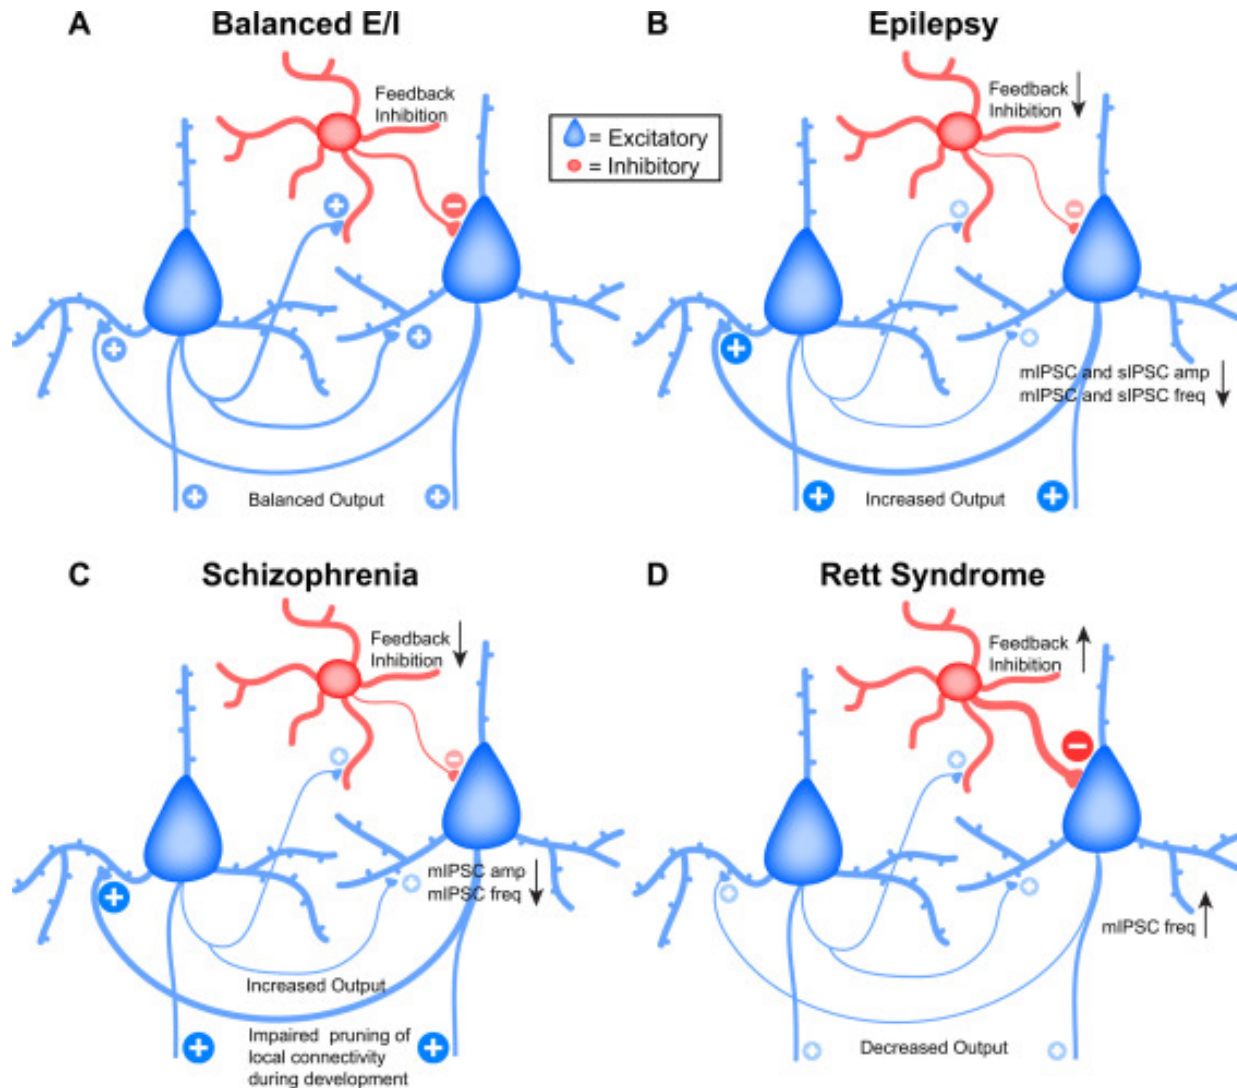 A
Balanced E/I
Feedback
Inhibition
Balanced Output
= Excitatory
= Inhibitory
B
Epilepsy
Feedback
Inhibition
mIPSC and sIPSC amp
mIPSC and sIPSC freq
Increased Output
C
Schizophrenia
Feedback
Inhibition
mIPSC amp
mIPSC freq
Increased Output
Impaired pruning of
local connectivity
during development
D
Rett Syndrome
Feedback
Inhibition
mIPSC freq
Decreased Output